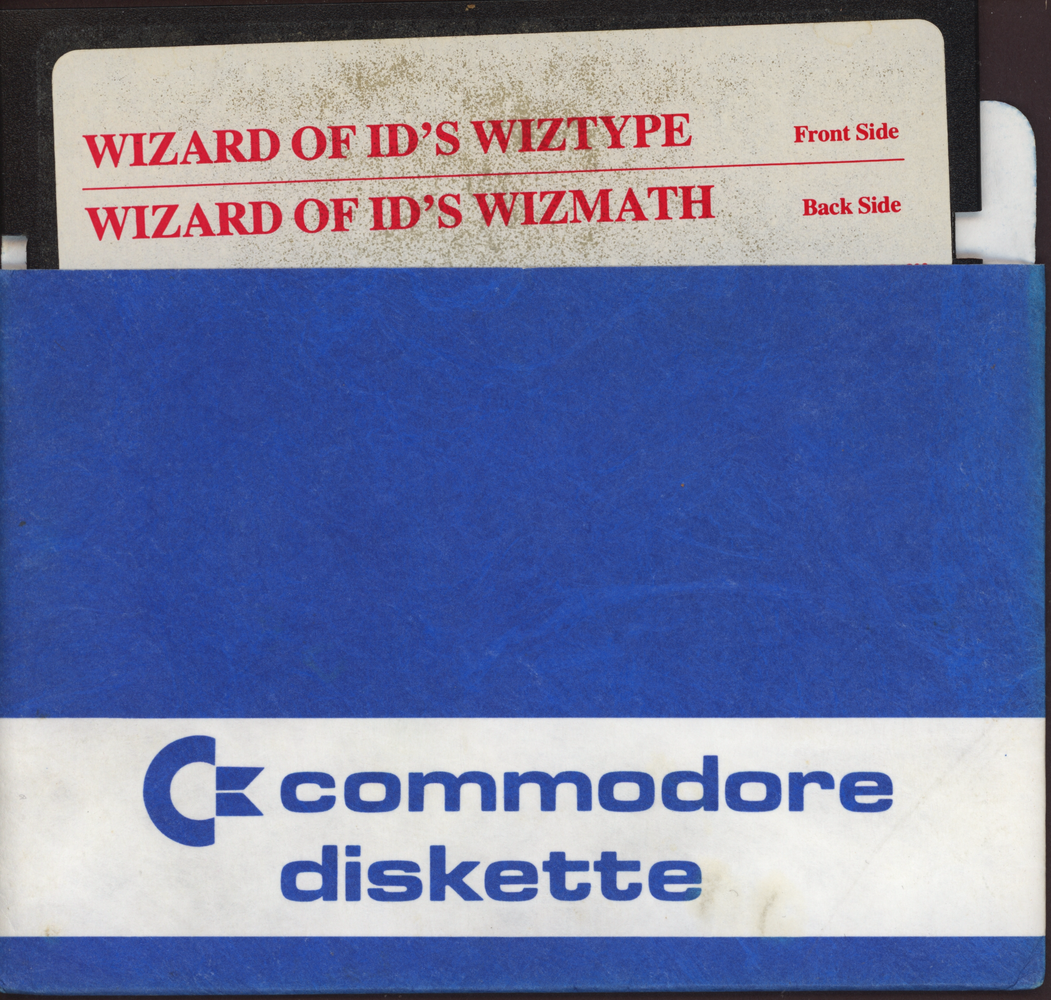 WIZARD OF ID'S WIZTYPE Front Side
WIZARD OF ID'S WIZMATH Back Side
commodore
diskette